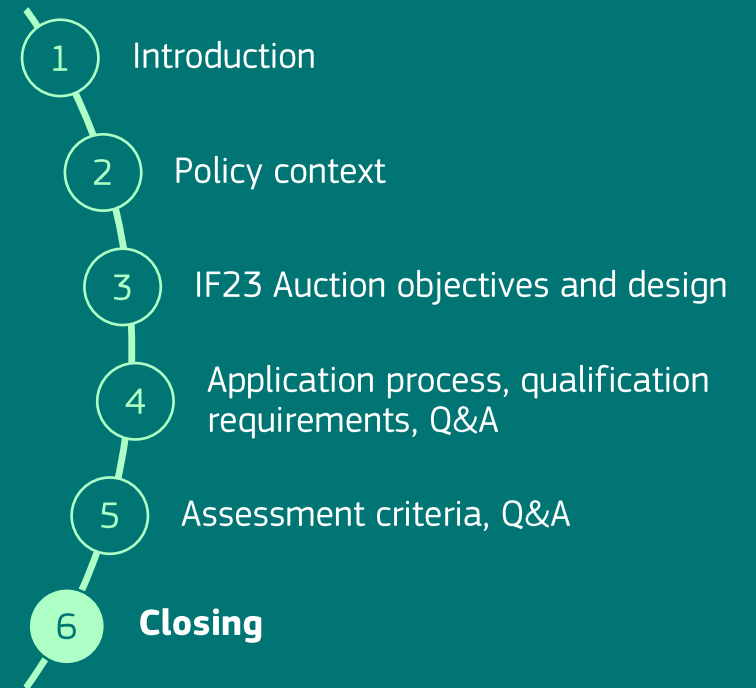 1 Introduction
2 Policy context
3 IF23 Auction objectives and design
4 Application process, qualification
requirements, Q&A
5 Assessment criteria, Q&A
6 Closing